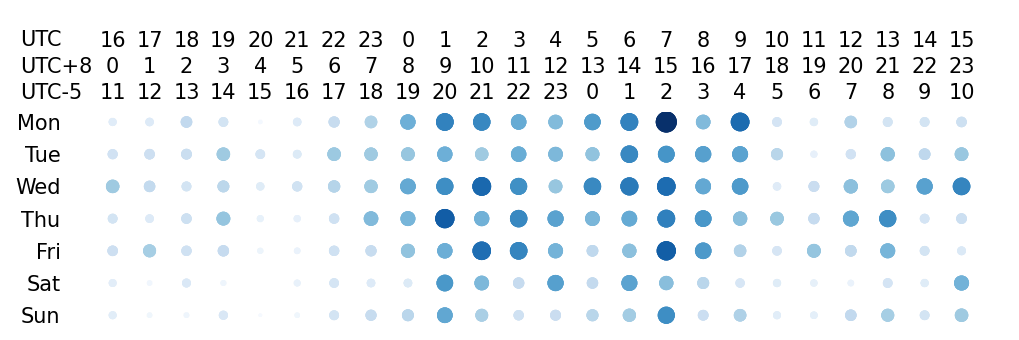 UTC 16 17 18 19 20 21 22 23 0 1 2 3 4 5 6 7 8 9 10 11 12 13 14 15
UTC+8 0 1 2 3 4 5 6 7 8 9 10 11 12 13 14 15 16 17 18 19 20 21 22 23
UTC-5 11 12 13 14 15 16 17 18 19 20 21 22 23 0 1 2 3 4 5 6 7 8 9 10
Mon
Tue
Wed
Thu
Fri
Sat
Sun